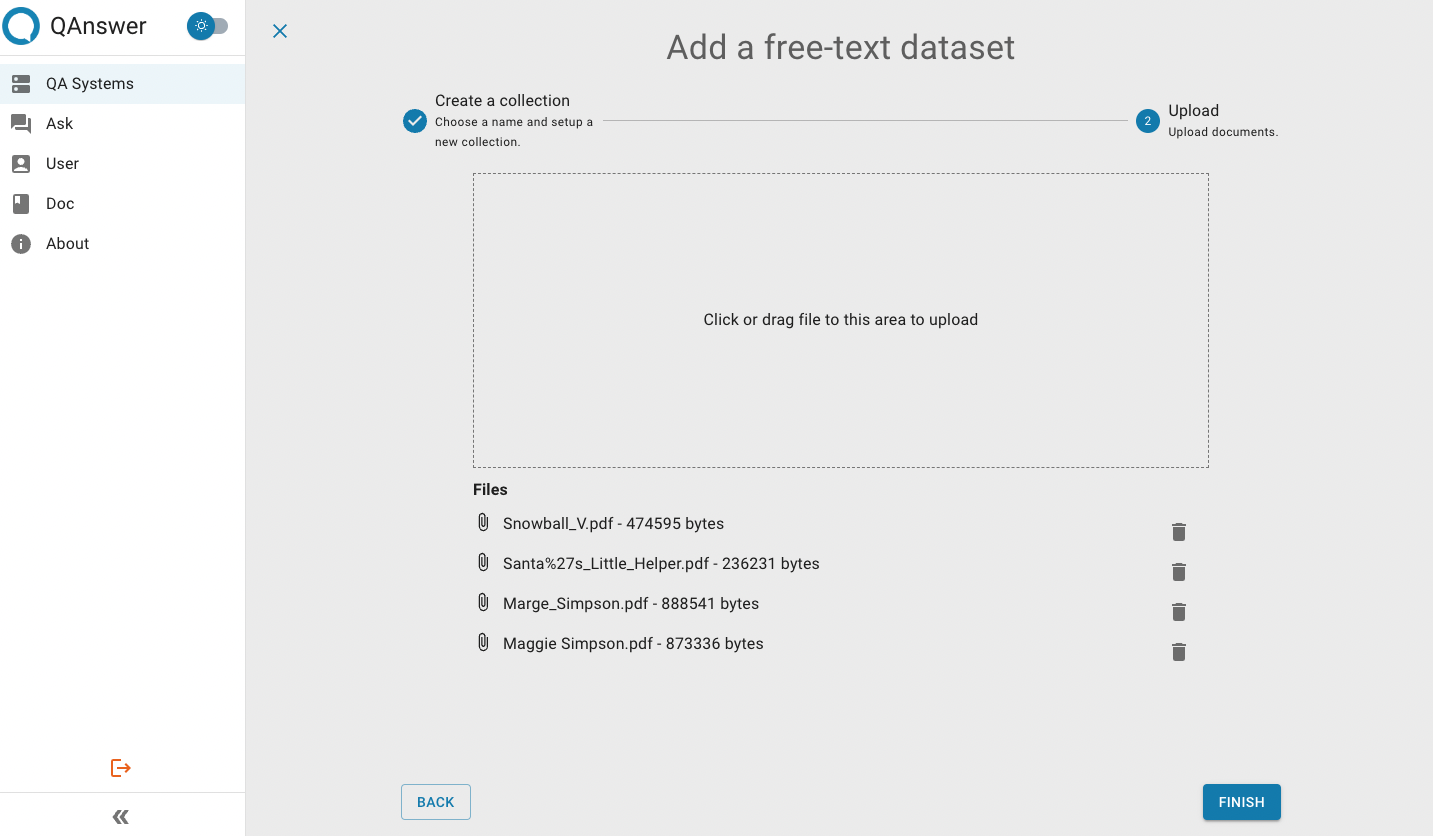 QAnswer
QA Systems
Ask
User
Doc
About
Add a free-text dataset
Create a collection
Choose a name and setup a
new collection.
2
Upload
Upload documents.
Click or drag file to this area to upload
Files
Snowball_V.pdf - 474595 bytes
Santa%27s_Little_Helper.pdf - 236231 bytes
Marge_Simpson.pdf - 888541 bytes
Maggie Simpson.pdf - 873336 bytes
BACK
FINISH